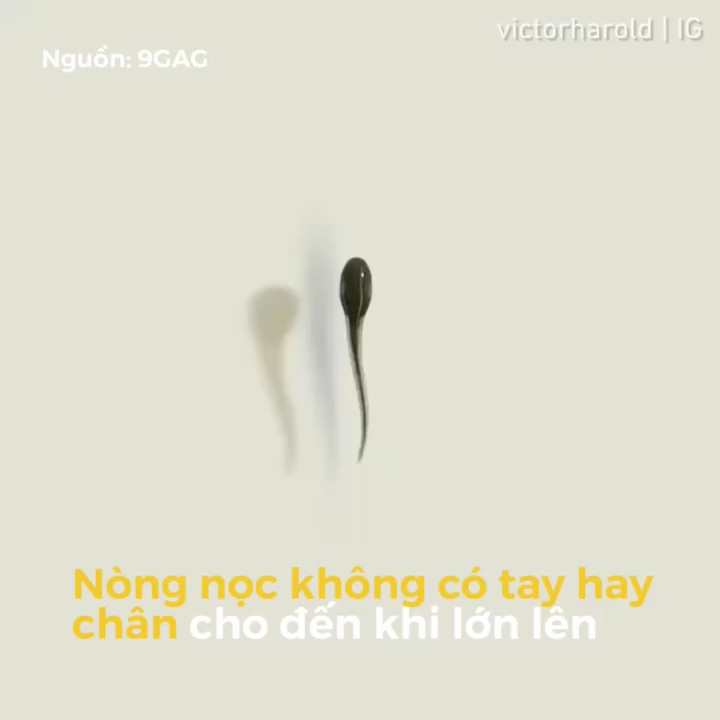 victorharold | IG
Nguồn: 9GAG
Nòng nọc không có tay hay
chân cho đến khi lớn lên